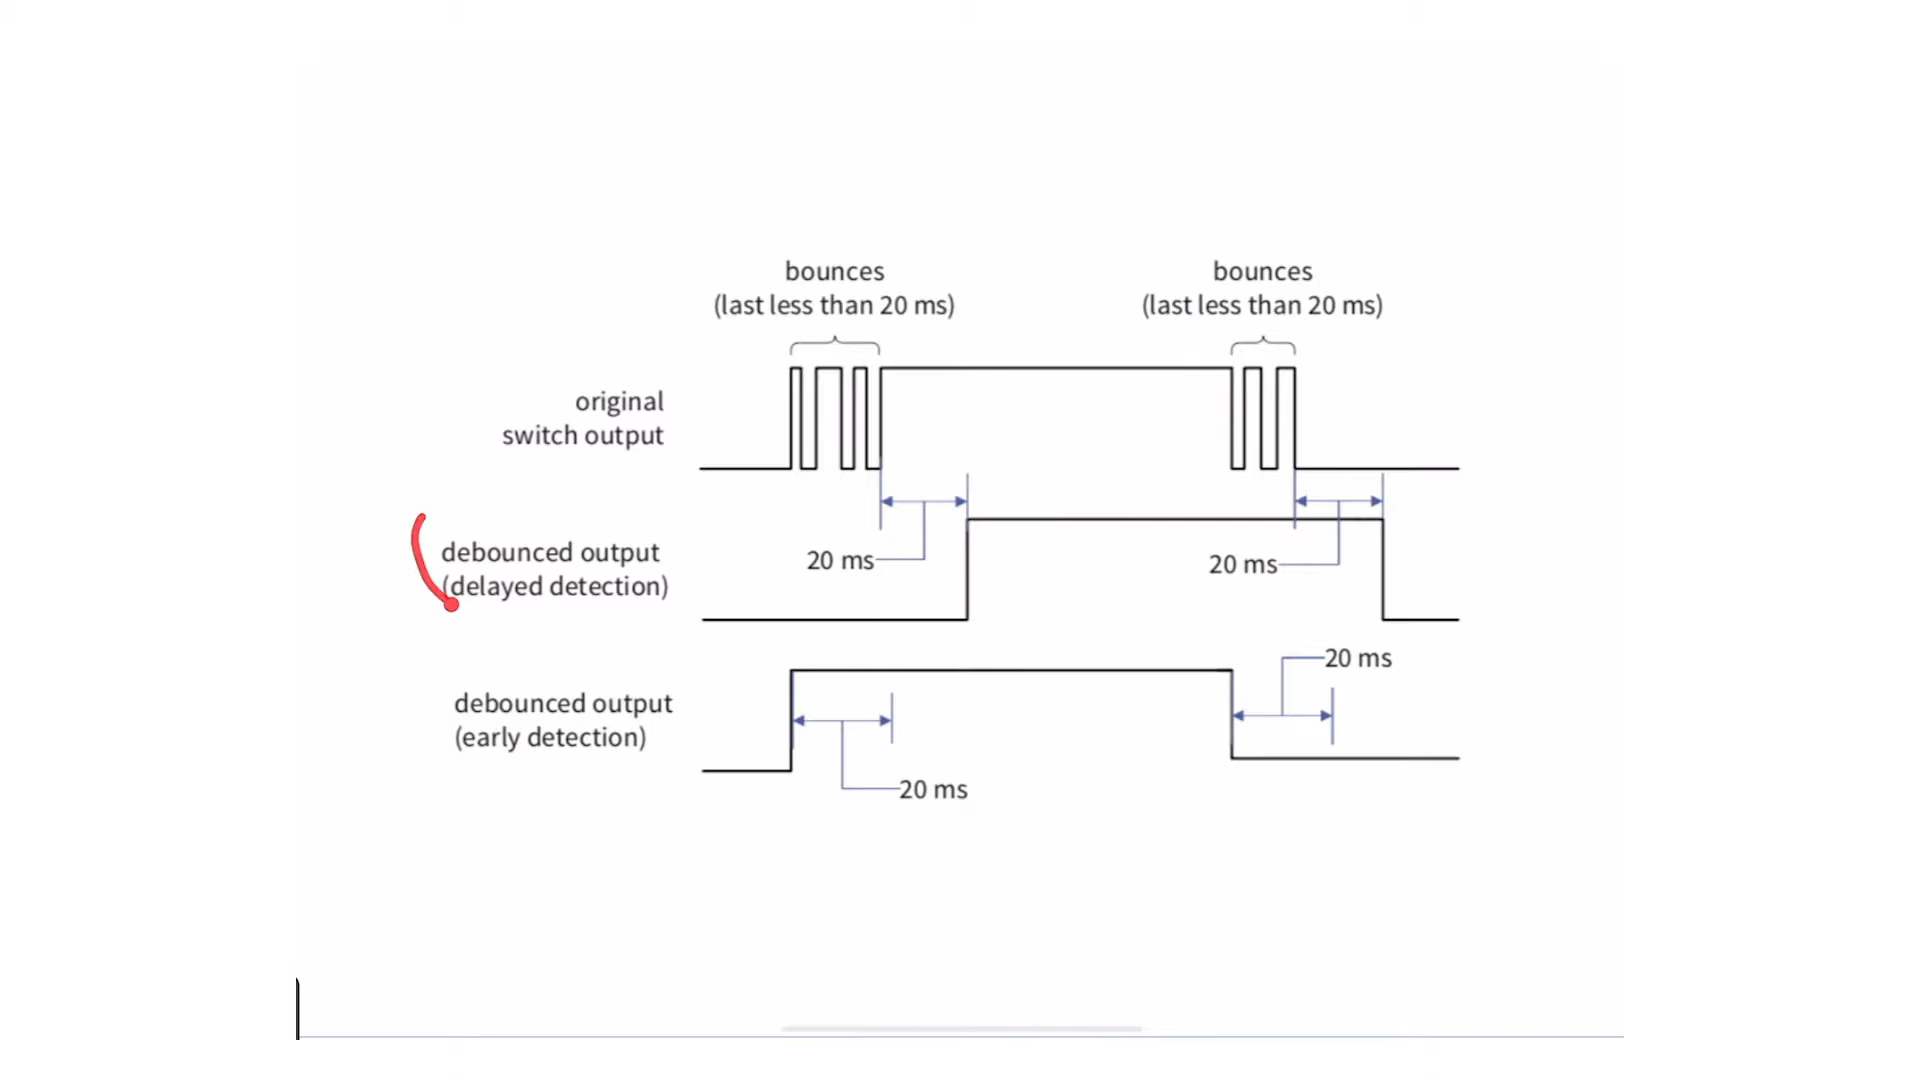 bounces
(last less than 20 ms)
bounces
(last less than 20 ms)
original
switch output
debounced output
(delayed detection)
20 ms
20 ms
debounced output
(early detection)
20 ms
20 ms